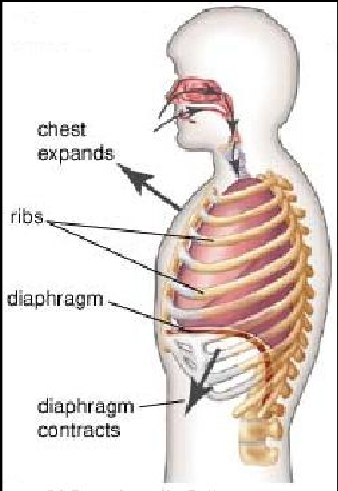 chest
expands
ribs
diaphragm
diaphragm
contracts